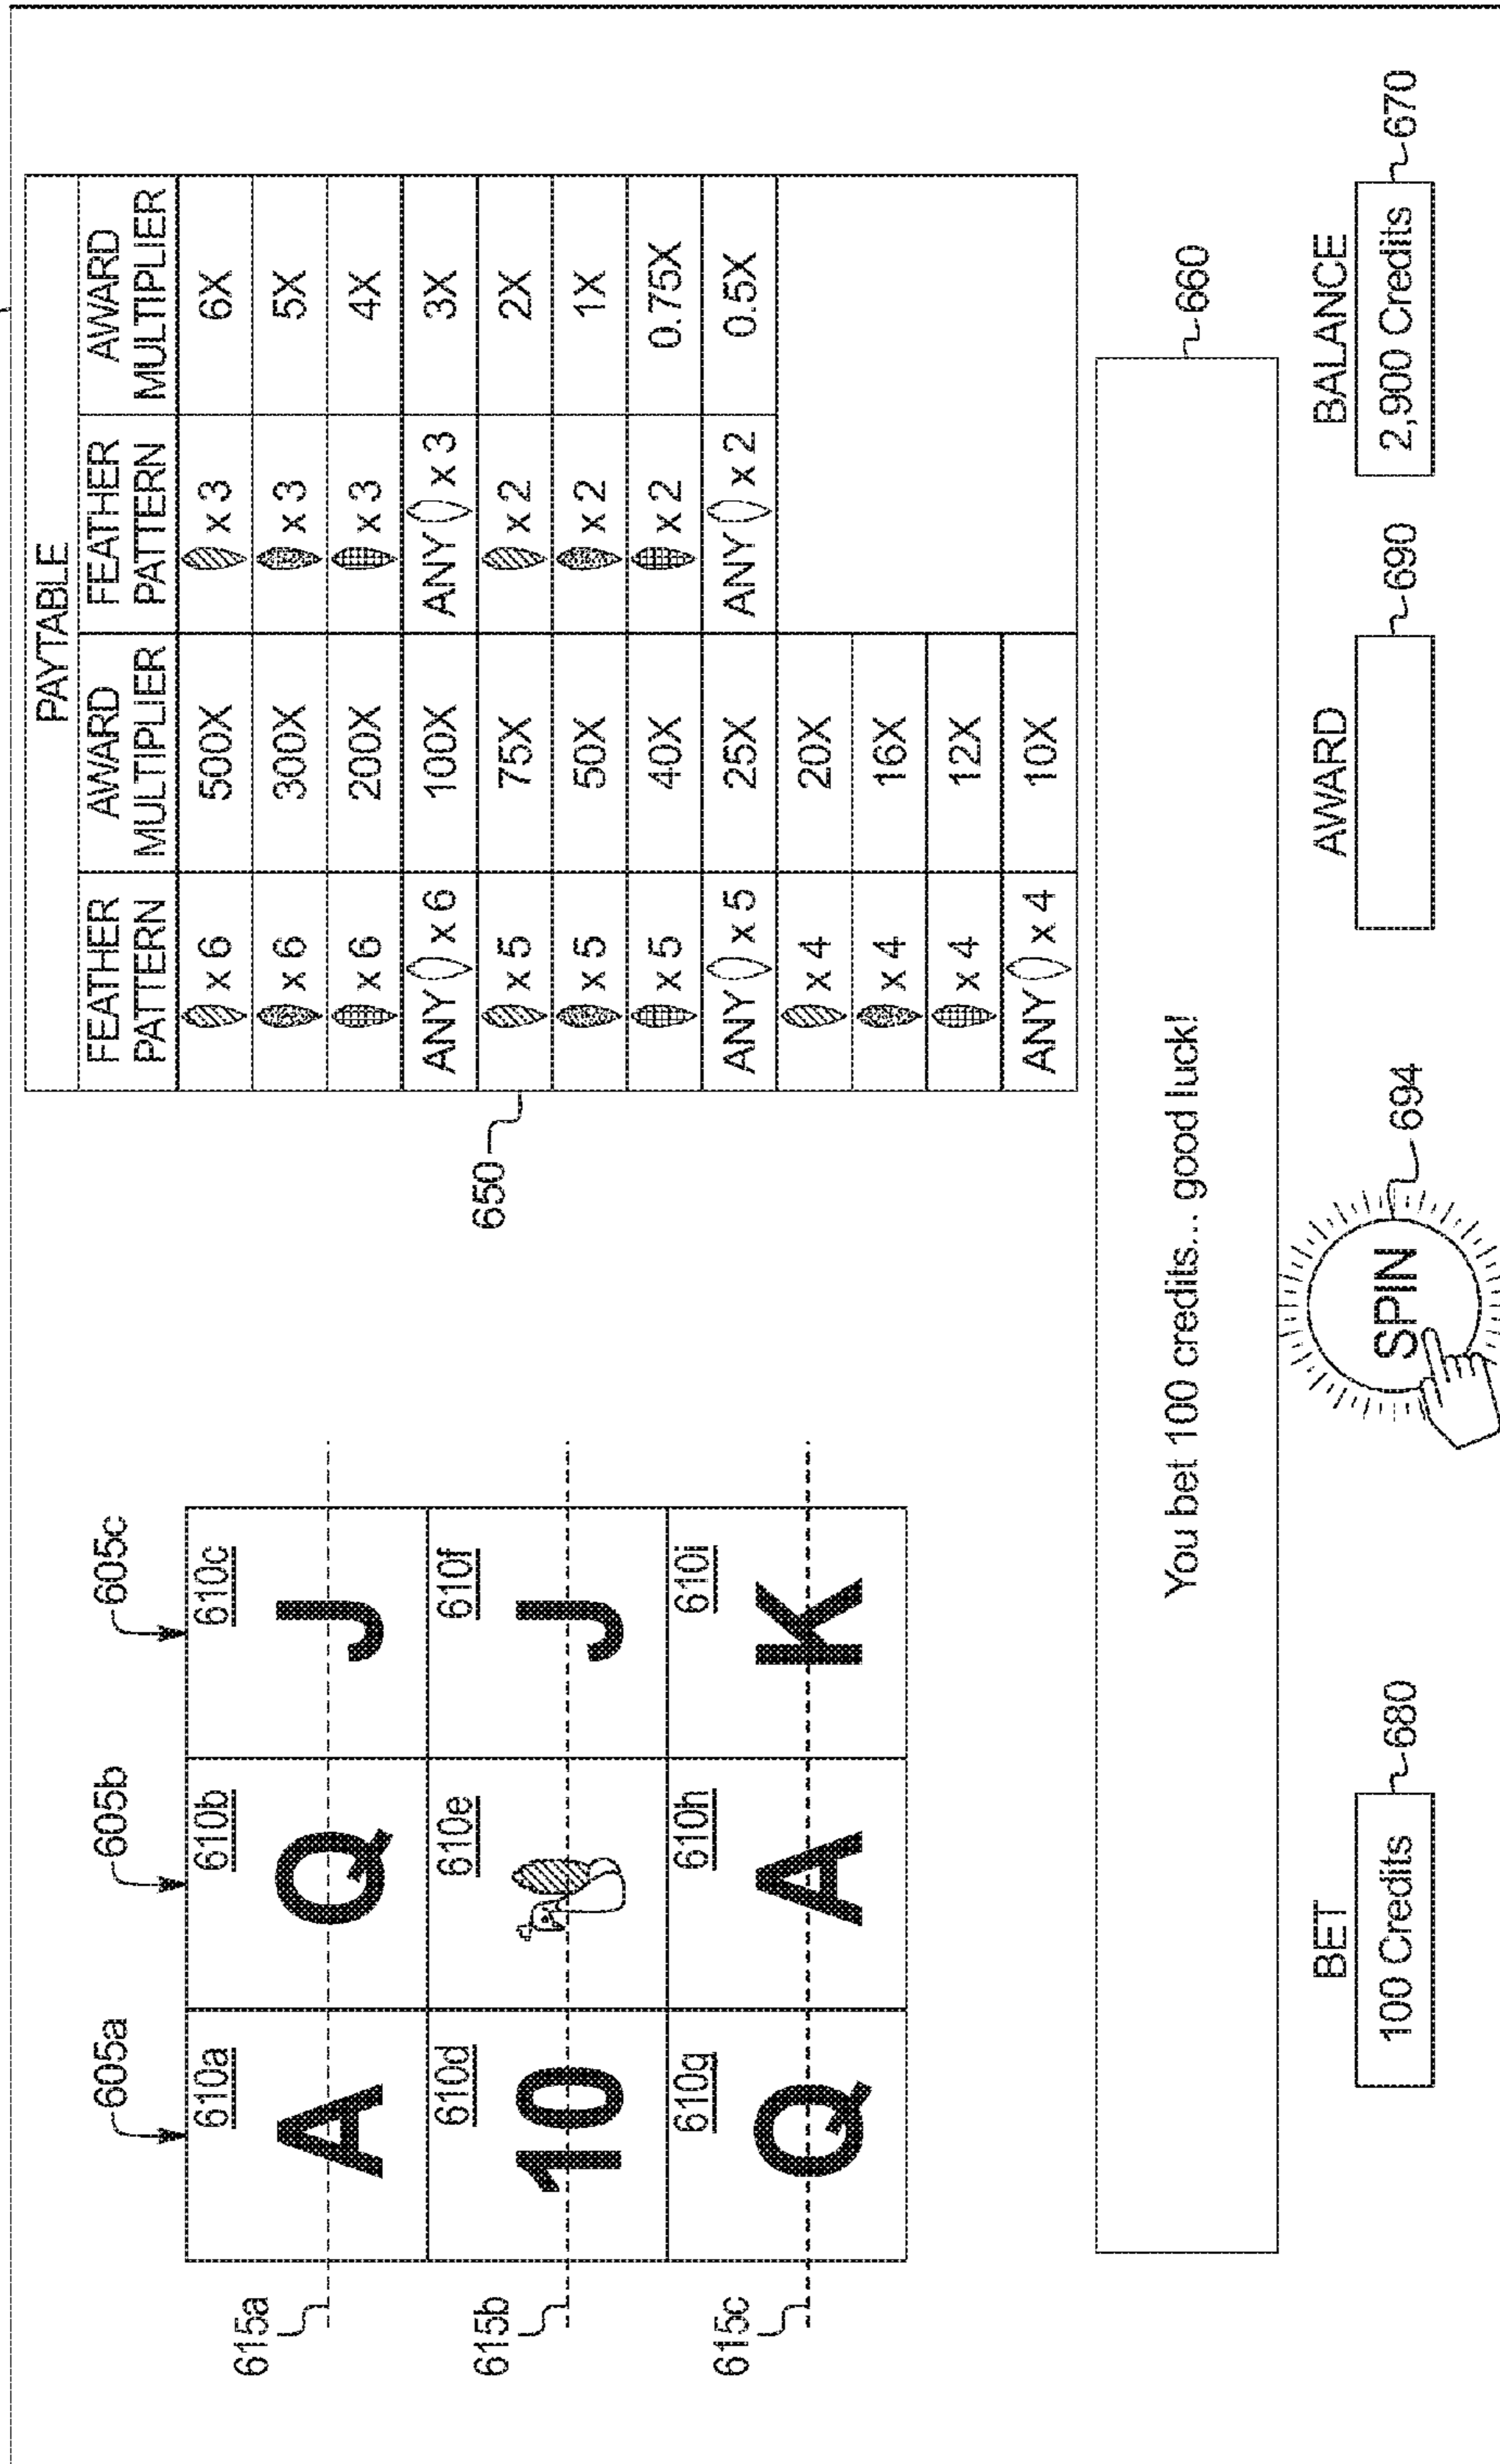 605a 605b 605c
610a 610b 610c
A Q J
615a
610d 610e 610f
10 J
615b
610g 610h 610i
Q A K
615c
PAYTABLE
FEATHER PATTERN AWARD MULTIPLIER FEATHER PATTERN AWARD MULTIPLIER
x 6 500X x 3 6X
x 6 300X x 3 5X
x 6 200X x 3 4X
ANY x 6 100X ANY x 3 3X
x 5 75X x 2 2X
x 5 50X x 2 1X
x 5 40X x 2 0.75X
ANY x 5 25X ANY x 2 0.5X
x 4 20X
x 4 16X
x 4 12X
ANY x 4 10X
650
You bet 100 credits... good luck!
660
BET AWARD BALANCE
100 Credits 680 SPIN 694 690 2,900 Credits 670